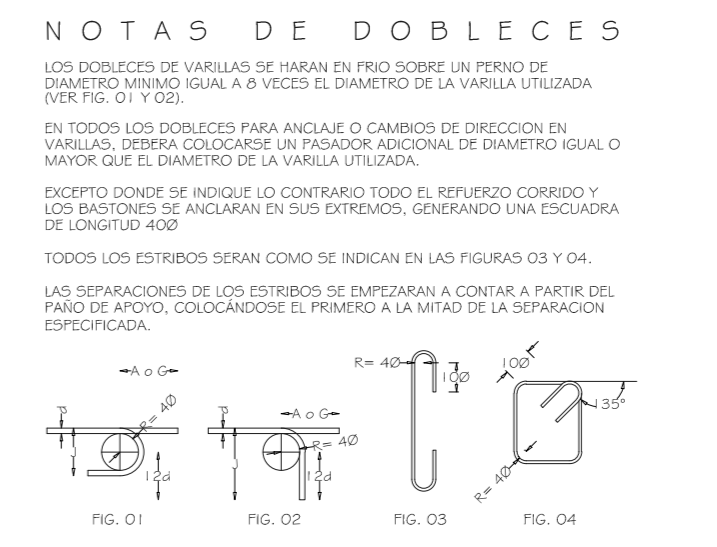 NOTAS DE DOBLECES
LOS DOBLECES DE VARILLAS SE HARAN EN FRIO SOBRE UN PERNO DE
DIAMETRO MINIMO IGUAL A 8 VECES EL DIAMETRO DE LA VARILLA UTILIZADA
(VER FIG. 01 Y 02).
EN TODOS LOS DOBLECES PARA ANCLAJE O CAMBIOS DE DIRECCION EN
VARILLAS, DEBERA COLOCARSE UN PASADOR ADICIONAL DE DIAMETRO IGUAL O
MAYOR QUE EL DIAMETRO DE LA VARILLA UTILIZADA.
EXCEPTO DONDE SE INDIQUE LO CONTRARIO TODO EL REFUERZO CORRIDO Y
LOS BASTONES SE ANCLARAN EN SUS EXTREMOS, GENERANDO UNA ESCUADRA
DE LONGITUD 40Ø
TODOS LOS ESTRIBOS SERAN COMO SE INDICAN EN LAS FIGURAS 03 Y 04.
LAS SEPARACIONES DE LOS ESTRIBOS SE EMPEZARAN A CONTAR A PARTIR DEL
PAÑO DE APOYO, COLOCÁNDOSE EL PRIMERO A LA MITAD DE LA SEPARACION
ESPECIFICADA.
A o G
d
R= 4Ø
J
12d
FIG. 01
d
A o G
R= 4Ø
J
12d
FIG. 02
R= 4Ø
10Ø
FIG. 03
10Ø
135°
R= 4Ø
FIG. 04